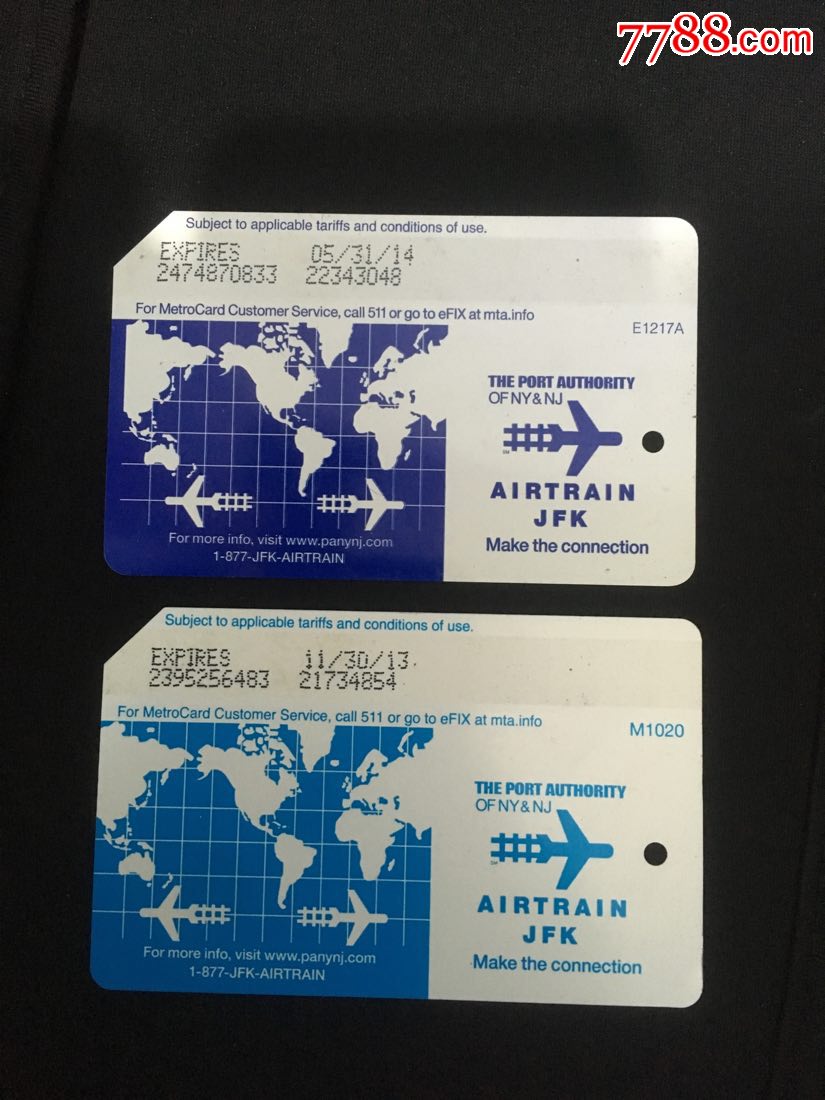 7788.com
Subject to applicable tariffs and conditions of use.
EXPIRES 05/31/14
2474870833 22343048
For MetroCard Customer Service, call 511 or go to eFIX at mta.info
E1217A
THE PORT AUTHORITY
OF NY & NJ
SM
AIRTRAIN
JFK
Make the connection
For more info, visit www.panynj.com
1-877-JFK-AIRTRAIN
Subject to applicable tariffs and conditions of use.
EXPIRES 11/30/13
2395256483 21734854
For MetroCard Customer Service, call 511 or go to eFIX at mta.info
M1020
THE PORT AUTHORITY
OF NY & NJ
SM
AIRTRAIN
JFK
Make the connection
For more info, visit www.panynj.com
1-877-JFK-AIRTRAIN